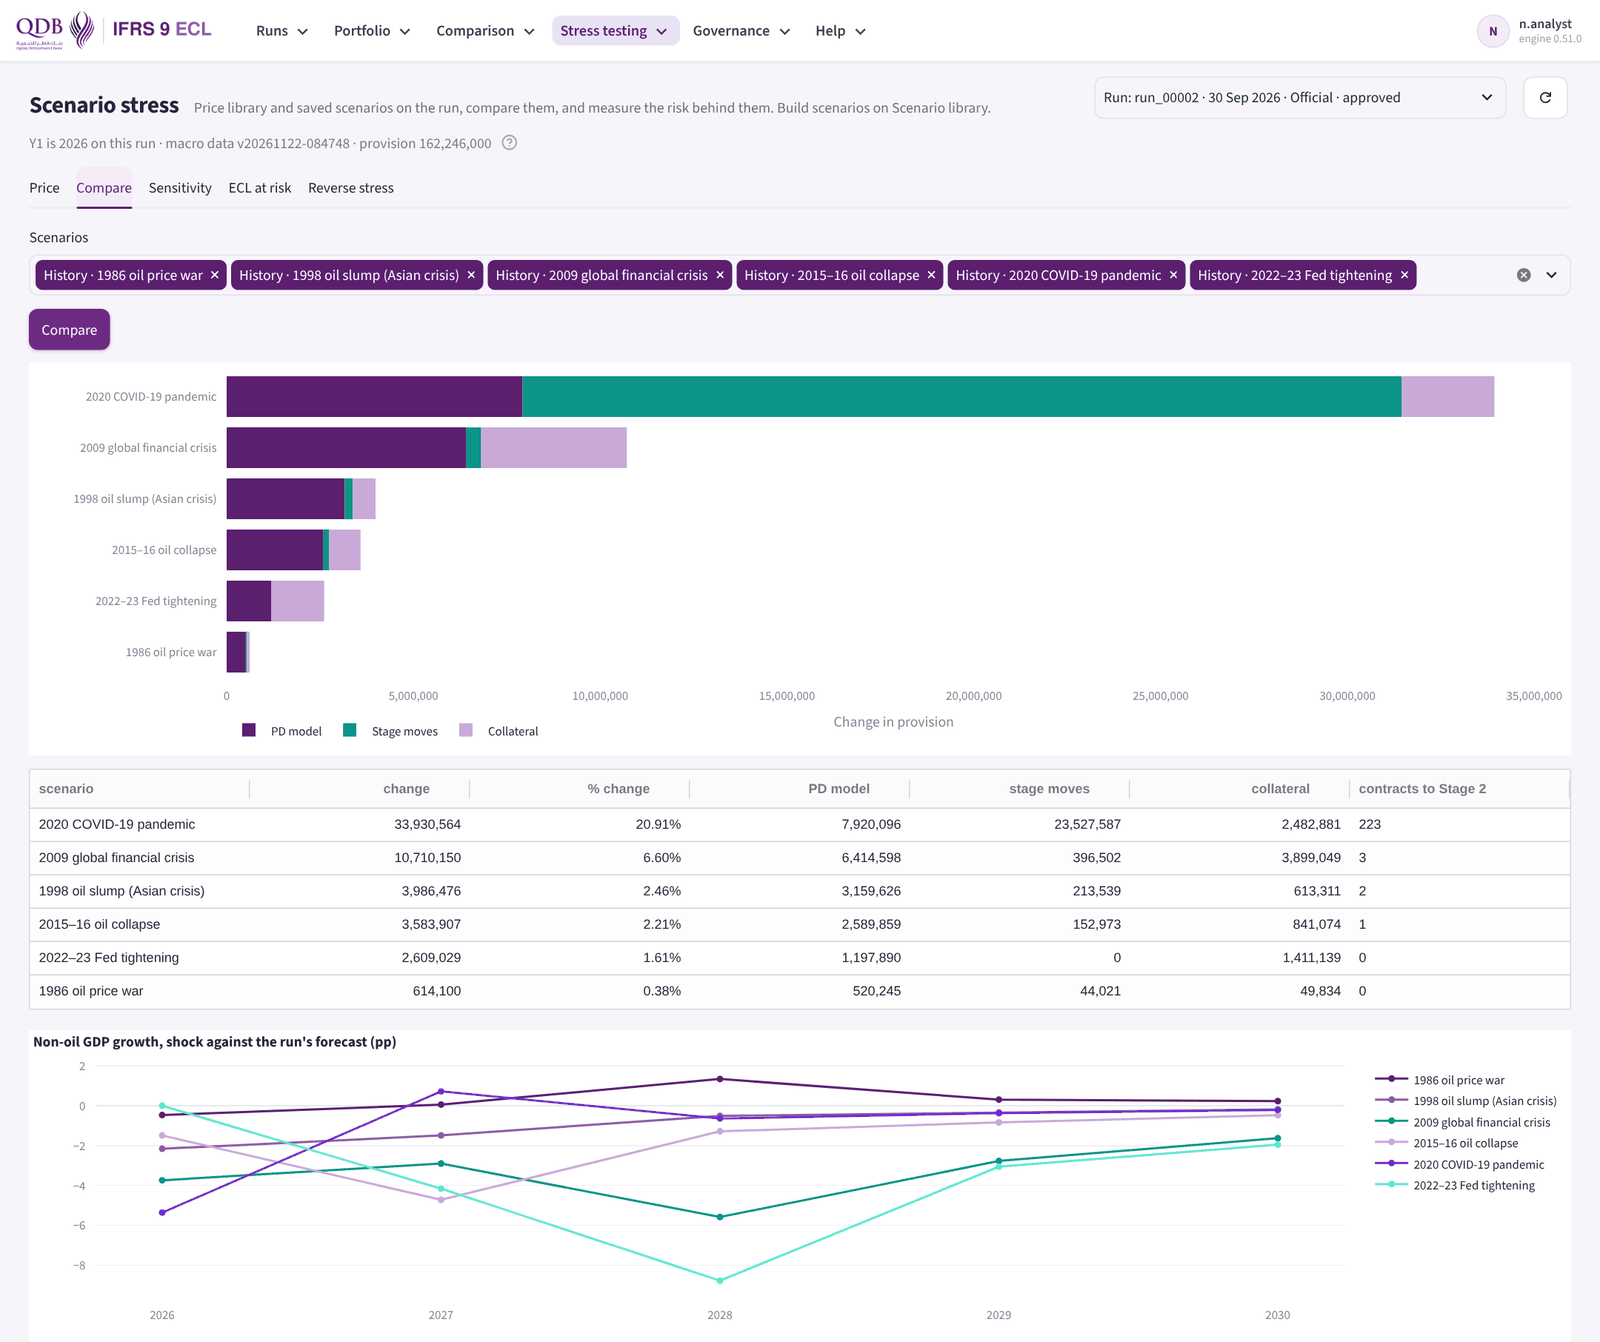 QDB
IFRS 9 ECL
Runs
Portfolio
Comparison
Stress testing
Governance
Help
N
n.analyst
engine 0.51.0
Scenario stress
Price library and saved scenarios on the run, compare them, and measure the risk behind them. Build scenarios on Scenario library.
Run: run_00002 · 30 Sep 2026 · Official · approved
Y1 is 2026 on this run · macro data v20261122-084748 · provision 162,246,000
?
Price
Compare
Sensitivity
ECL at risk
Reverse stress
Scenarios
History · 1986 oil price war ×
History · 1998 oil slump (Asian crisis) ×
History · 2009 global financial crisis ×
History · 2015–16 oil collapse ×
History · 2020 COVID-19 pandemic ×
History · 2022–23 Fed tightening ×
Compare
2020 COVID-19 pandemic
2009 global financial crisis
1998 oil slump (Asian crisis)
2015–16 oil collapse
2022–23 Fed tightening
1986 oil price war
0 5,000,000 10,000,000 15,000,000 20,000,000 25,000,000 30,000,000 35,000,000
Change in provision
PD model Stage moves Collateral
scenario change % change PD model stage moves collateral contracts to Stage 2
2020 COVID-19 pandemic 33,930,564 20.91% 7,920,096 23,527,587 2,482,881 223
2009 global financial crisis 10,710,150 6.60% 6,414,598 396,502 3,899,049 3
1998 oil slump (Asian crisis) 3,986,476 2.46% 3,159,626 213,539 613,311 2
2015–16 oil collapse 3,583,907 2.21% 2,589,859 152,973 841,074 1
2022–23 Fed tightening 2,609,029 1.61% 1,197,890 0 1,411,139 0
1986 oil price war 614,100 0.38% 520,245 44,021 49,834 0
Non-oil GDP growth, shock against the run's forecast (pp)
2
0
−2
−4
−6
−8
2026 2027 2028 2029 2030
1986 oil price war
1998 oil slump (Asian crisis)
2009 global financial crisis
2015–16 oil collapse
2020 COVID-19 pandemic
2022–23 Fed tightening